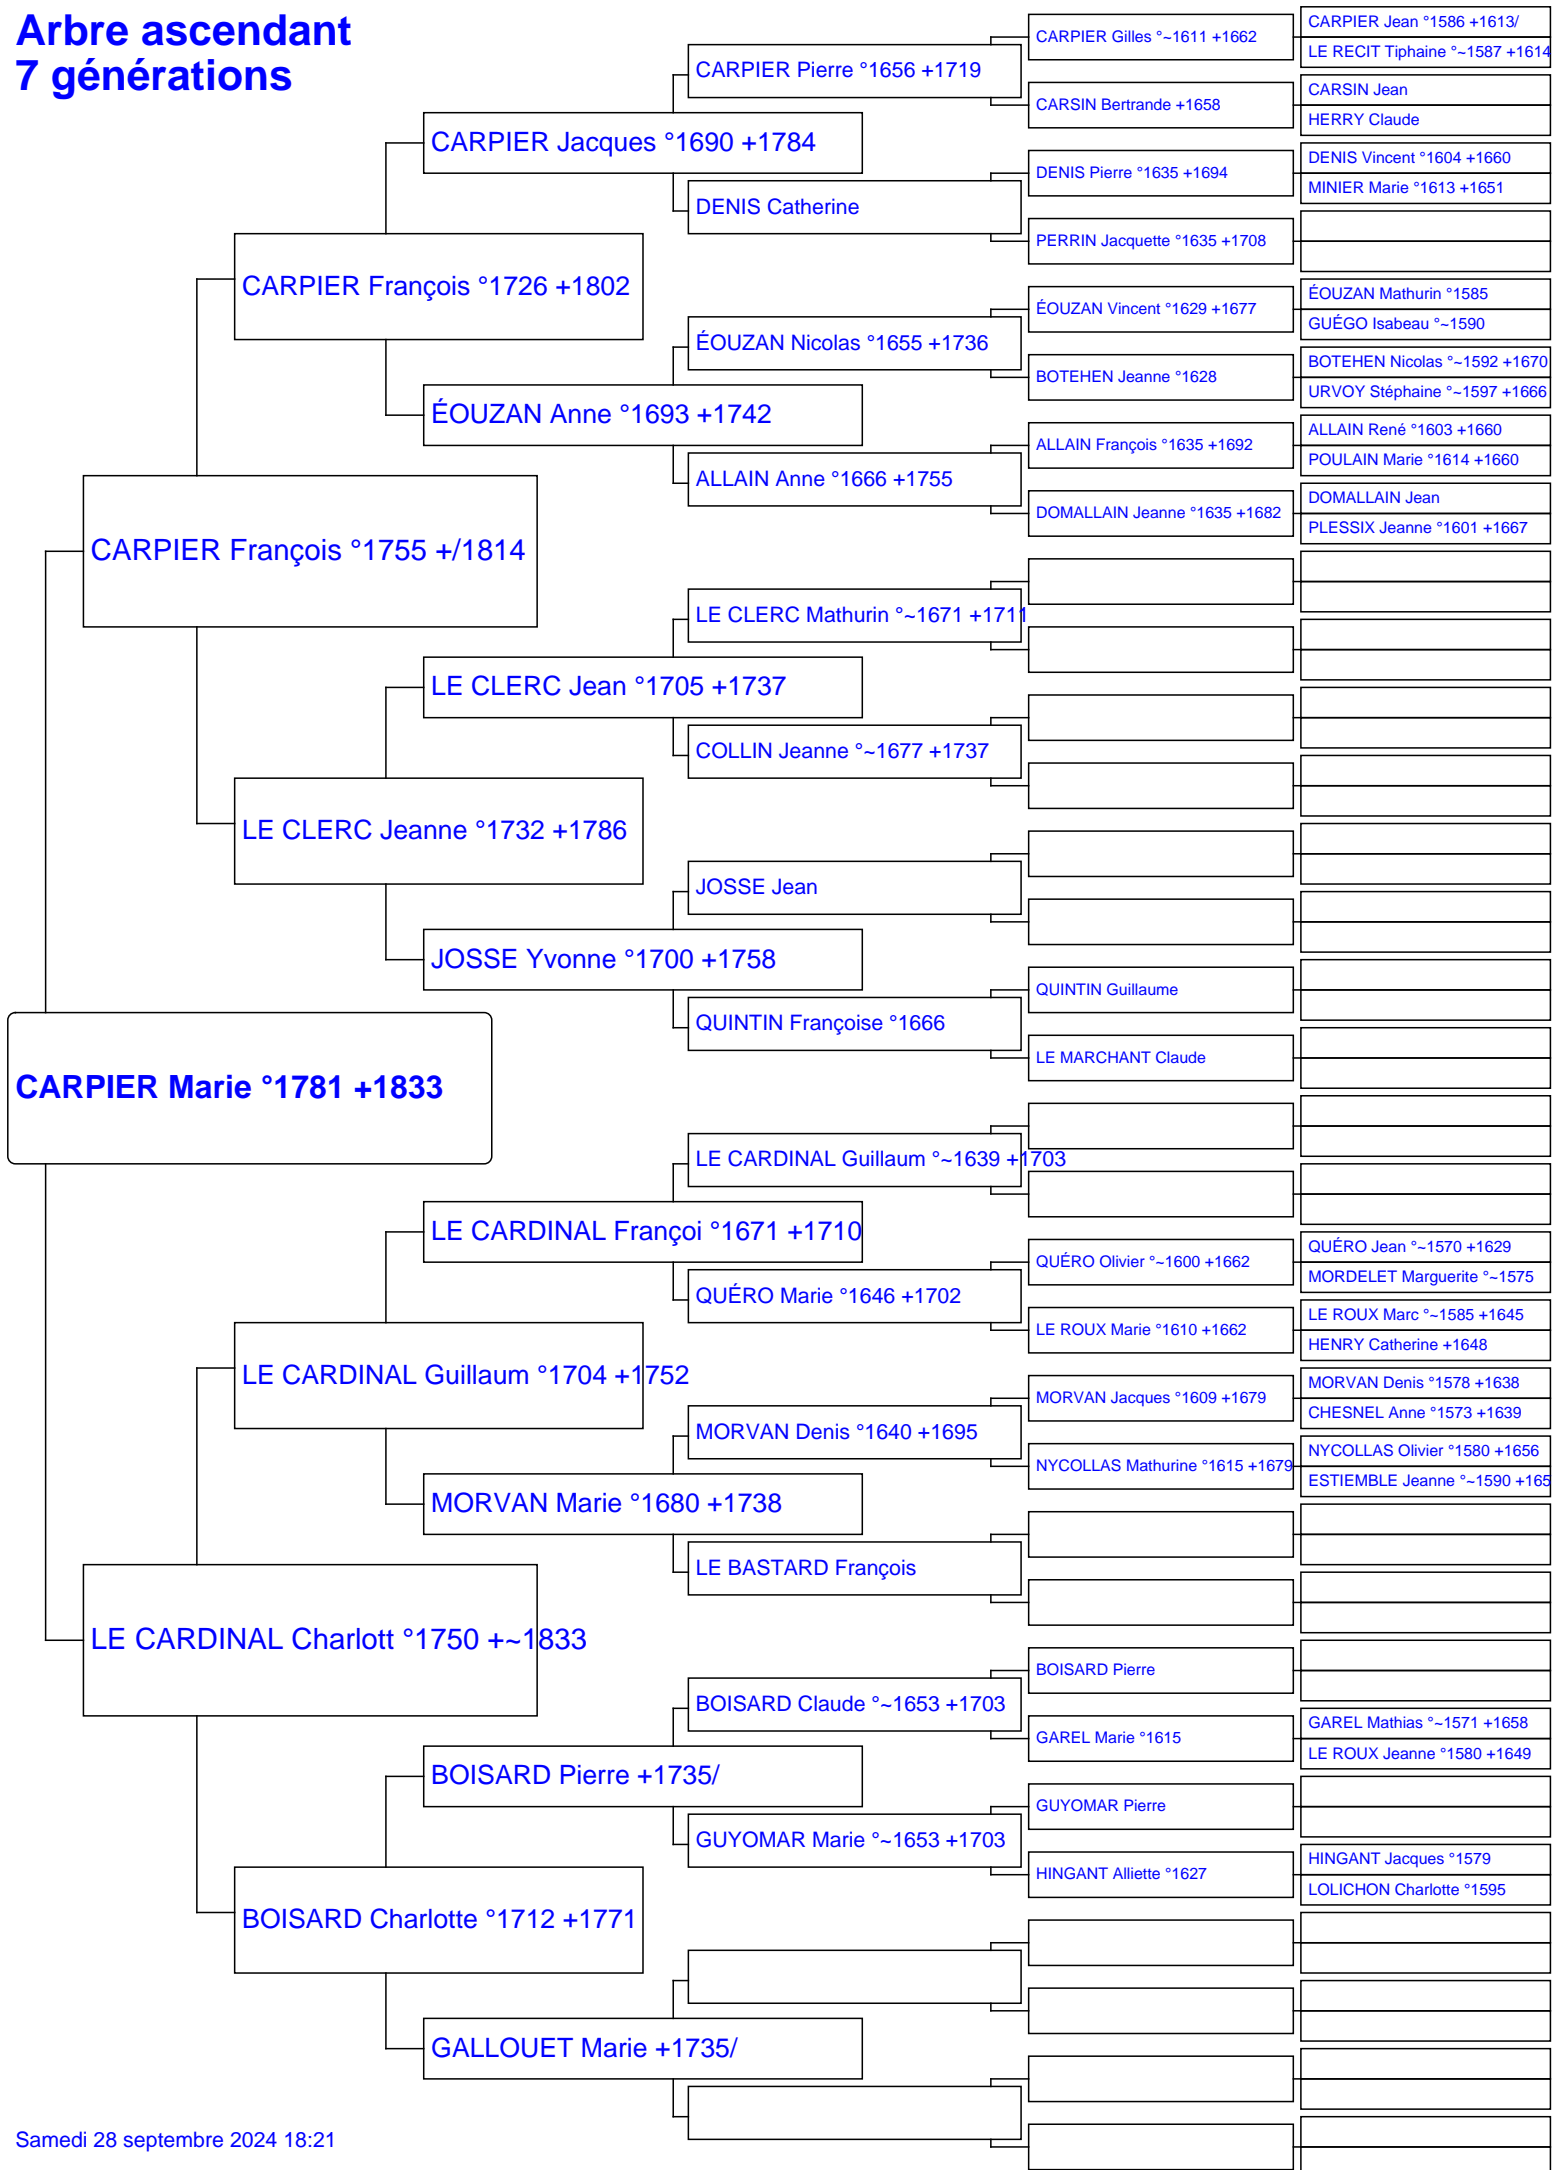 Arbre ascendant
7 générations
CARPIER Marie °1781 +1833
CARPIER François °1755 +/1814
LE CARDINAL Charlott °1750 +~1833
CARPIER François °1726 +1802
LE CLERC Jeanne °1732 +1786
LE CARDINAL Guillaum °1704 +1752
BOISARD Charlotte °1712 +1771
CARPIER Jacques °1690 +1784
ÉOUZAN Anne °1693 +1742
LE CLERC Jean °1705 +1737
JOSSE Yvonne °1700 +1758
LE CARDINAL Françoi °1671 +1710
MORVAN Marie °1680 +1738
BOISARD Pierre +1735/
GALLOUET Marie +1735/
CARPIER Pierre °1656 +1719
DENIS Catherine
ÉOUZAN Nicolas °1655 +1736
ALLAIN Anne °1666 +1755
LE CLERC Mathurin °~1671 +1711
COLLIN Jeanne °~1677 +1737
JOSSE Jean
QUINTIN Françoise °1666
LE CARDINAL Guillaum °~1639 +1703
QUÉRO Marie °1646 +1702
MORVAN Denis °1640 +1695
LE BASTARD François
BOISARD Claude °~1653 +1703
GUYOMAR Marie °~1653 +1703
CARPIER Gilles °~1611 +1662
CARSIN Bertrande +1658
DENIS Pierre °1635 +1694
PERRIN Jacquette °1635 +1708
ÉOUZAN Vincent °1629 +1677
BOTEHEN Jeanne °1628
ALLAIN François °1635 +1692
DOMALLAIN Jeanne °1635 +1682
QUINTIN Guillaume
LE MARCHANT Claude
QUÉRO Olivier °~1600 +1662
LE ROUX Marie °1610 +1662
MORVAN Jacques °1609 +1679
NYCOLLAS Mathurine °1615 +1679
BOISARD Pierre
GAREL Marie °1615
GUYOMAR Pierre
HINGANT Alliette °1627
CARPIER Jean °1586 +1613/
LE RECIT Tiphaine °~1587 +1614
CARSIN Jean
HERRY Claude
DENIS Vincent °1604 +1660
MINIER Marie °1613 +1651
ÉOUZAN Mathurin °1585
GUÉGO Isabeau °~1590
BOTEHEN Nicolas °~1592 +1670
URVOY Stéphaine °~1597 +1666
ALLAIN René °1603 +1660
POULAIN Marie °1614 +1660
DOMALLAIN Jean
PLESSIX Jeanne °1601 +1667
QUÉRO Jean °~1570 +1629
MORDELET Marguerite °~1575
LE ROUX Marc °~1585 +1645
HENRY Catherine +1648
MORVAN Denis °1578 +1638
CHESNEL Anne °1573 +1639
NYCOLLAS Olivier °1580 +1656
ESTIEMBLE Jeanne °~1590 +165
GAREL Mathias °~1571 +1658
LE ROUX Jeanne °1580 +1649
HINGANT Jacques °1579
LOLICHON Charlotte °1595
Samedi 28 septembre 2024 18:21